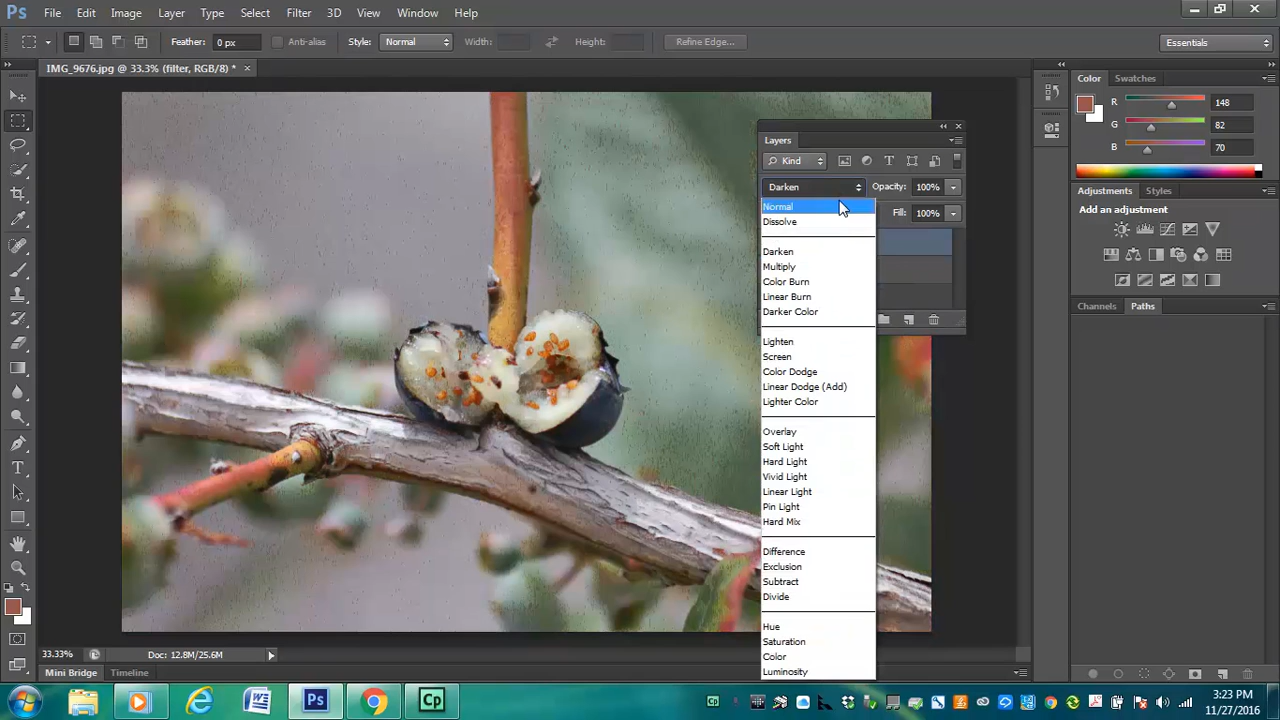 Ps File Edit Image Layer Type Select Filter 3D View Window Help
Feather: 0 px Anti-alias Style: Normal Width: Height: Refine Edge... Essentials
IMG_9676.jpg @ 33.3% (filter, RGB/8) * ×
Color Swatches
R 148
G 82
B 70
Layers
Kind
Darken Opacity: 100%
Fill: 100%
Normal
Dissolve
Darken
Multiply
Color Burn
Linear Burn
Darker Color
Lighten
Screen
Color Dodge
Linear Dodge (Add)
Lighter Color
Overlay
Soft Light
Hard Light
Vivid Light
Linear Light
Pin Light
Hard Mix
Difference
Exclusion
Subtract
Divide
Hue
Saturation
Color
Luminosity
Adjustments Styles
Add an adjustment
Channels Paths
33.33% Doc: 12.8M/25.6M
Mini Bridge Timeline
Ps Cp Cp
3:23 PM
11/27/2016